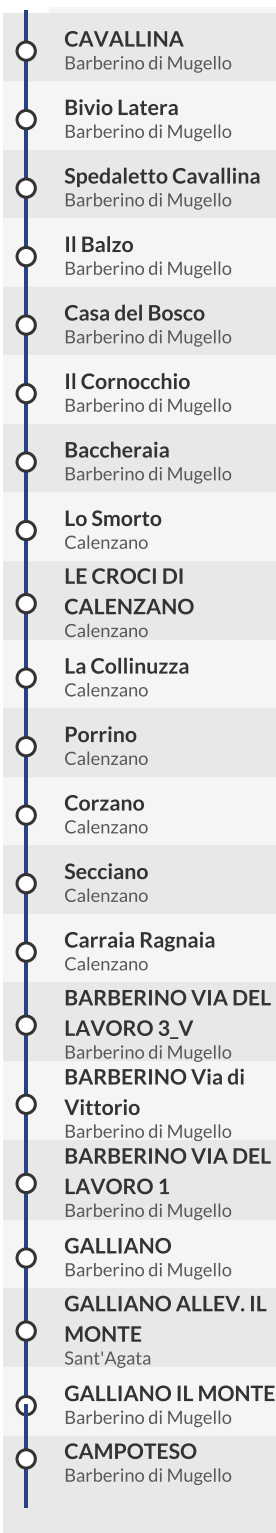 CAVALLINA
Barberino di Mugello
Bivio Latera
Barberino di Mugello
Spedaletto Cavallina
Barberino di Mugello
Il Balzo
Barberino di Mugello
Casa del Bosco
Barberino di Mugello
Il Cornocchio
Barberino di Mugello
Baccheraia
Barberino di Mugello
Lo Smorto
Calenzano
LE CROCI DI
CALENZANO
Calenzano
La Collinuzza
Calenzano
Porrino
Calenzano
Corzano
Calenzano
Secciano
Calenzano
Carraia Ragnaia
Calenzano
BARBERINO VIA DEL
LAVORO 3_V
Barberino di Mugello
BARBERINO Via di
Vittorio
Barberino di Mugello
BARBERINO VIA DEL
LAVORO 1
Barberino di Mugello
GALLIANO
Barberino di Mugello
GALLIANO ALLEV. IL
MONTE
Sant'Agata
GALLIANO IL MONTE
Barberino di Mugello
CAMPOTESO
Barberino di Mugello